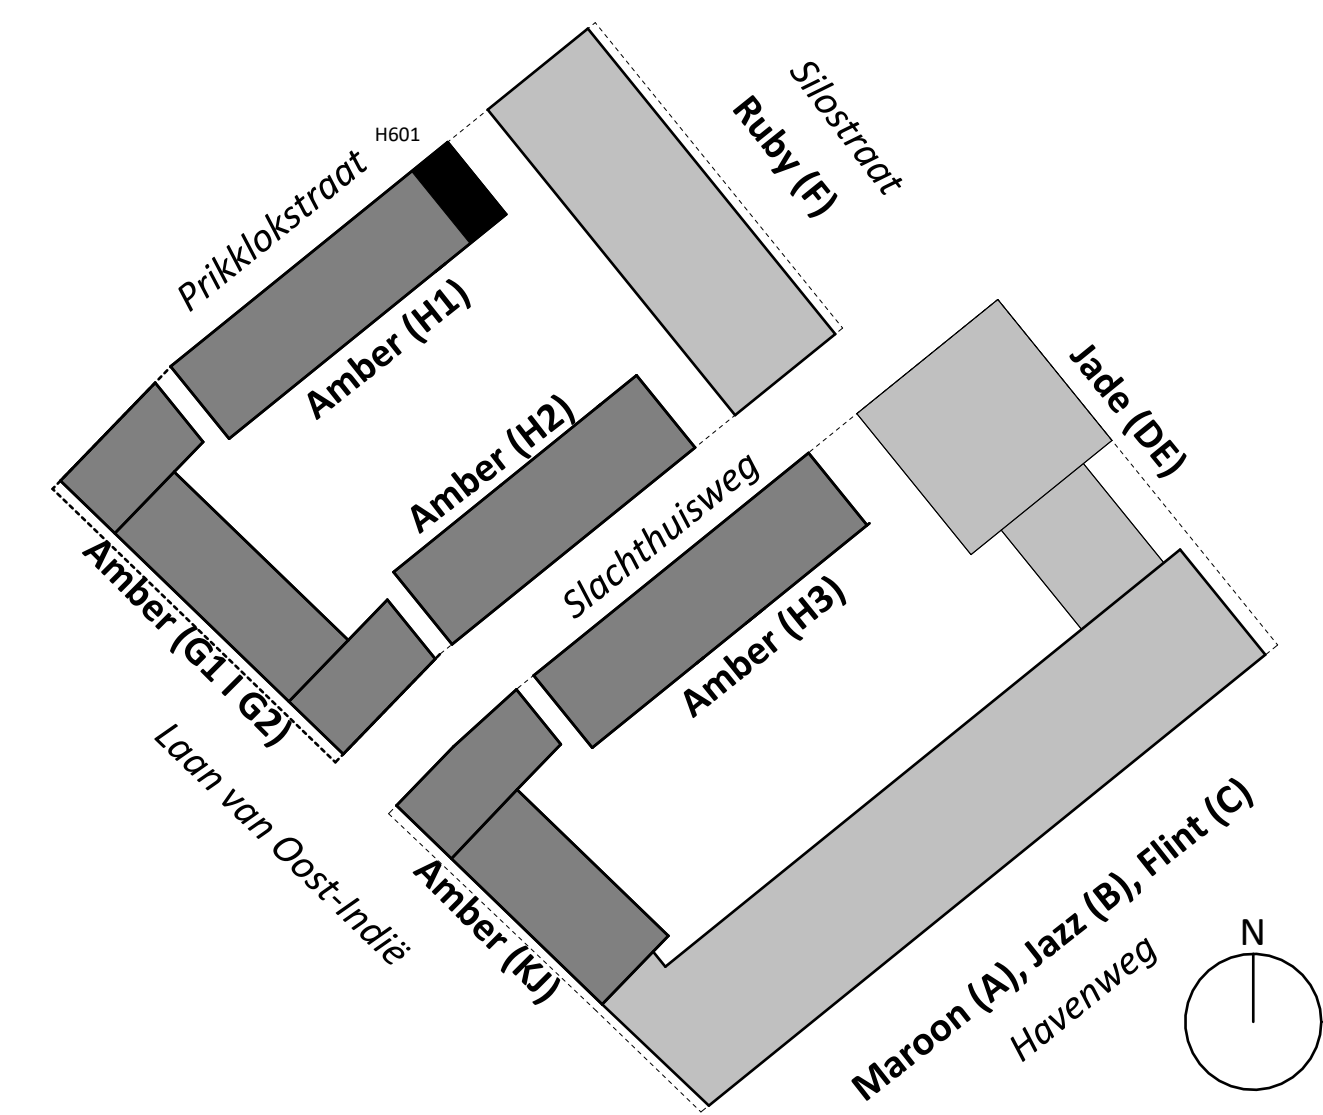 Silostraat
Ruby (F)
H601
Prikklokstraat
Amber (H1)
Jade (DE)
Amber (H2)
Slachthuisweg
Amber (H3)
Amber (G1 I G2)
Laan van Oost-Indië
Amber (KJ)
Maroon (A), Jazz (B), Flint (C)
Havenweg
N